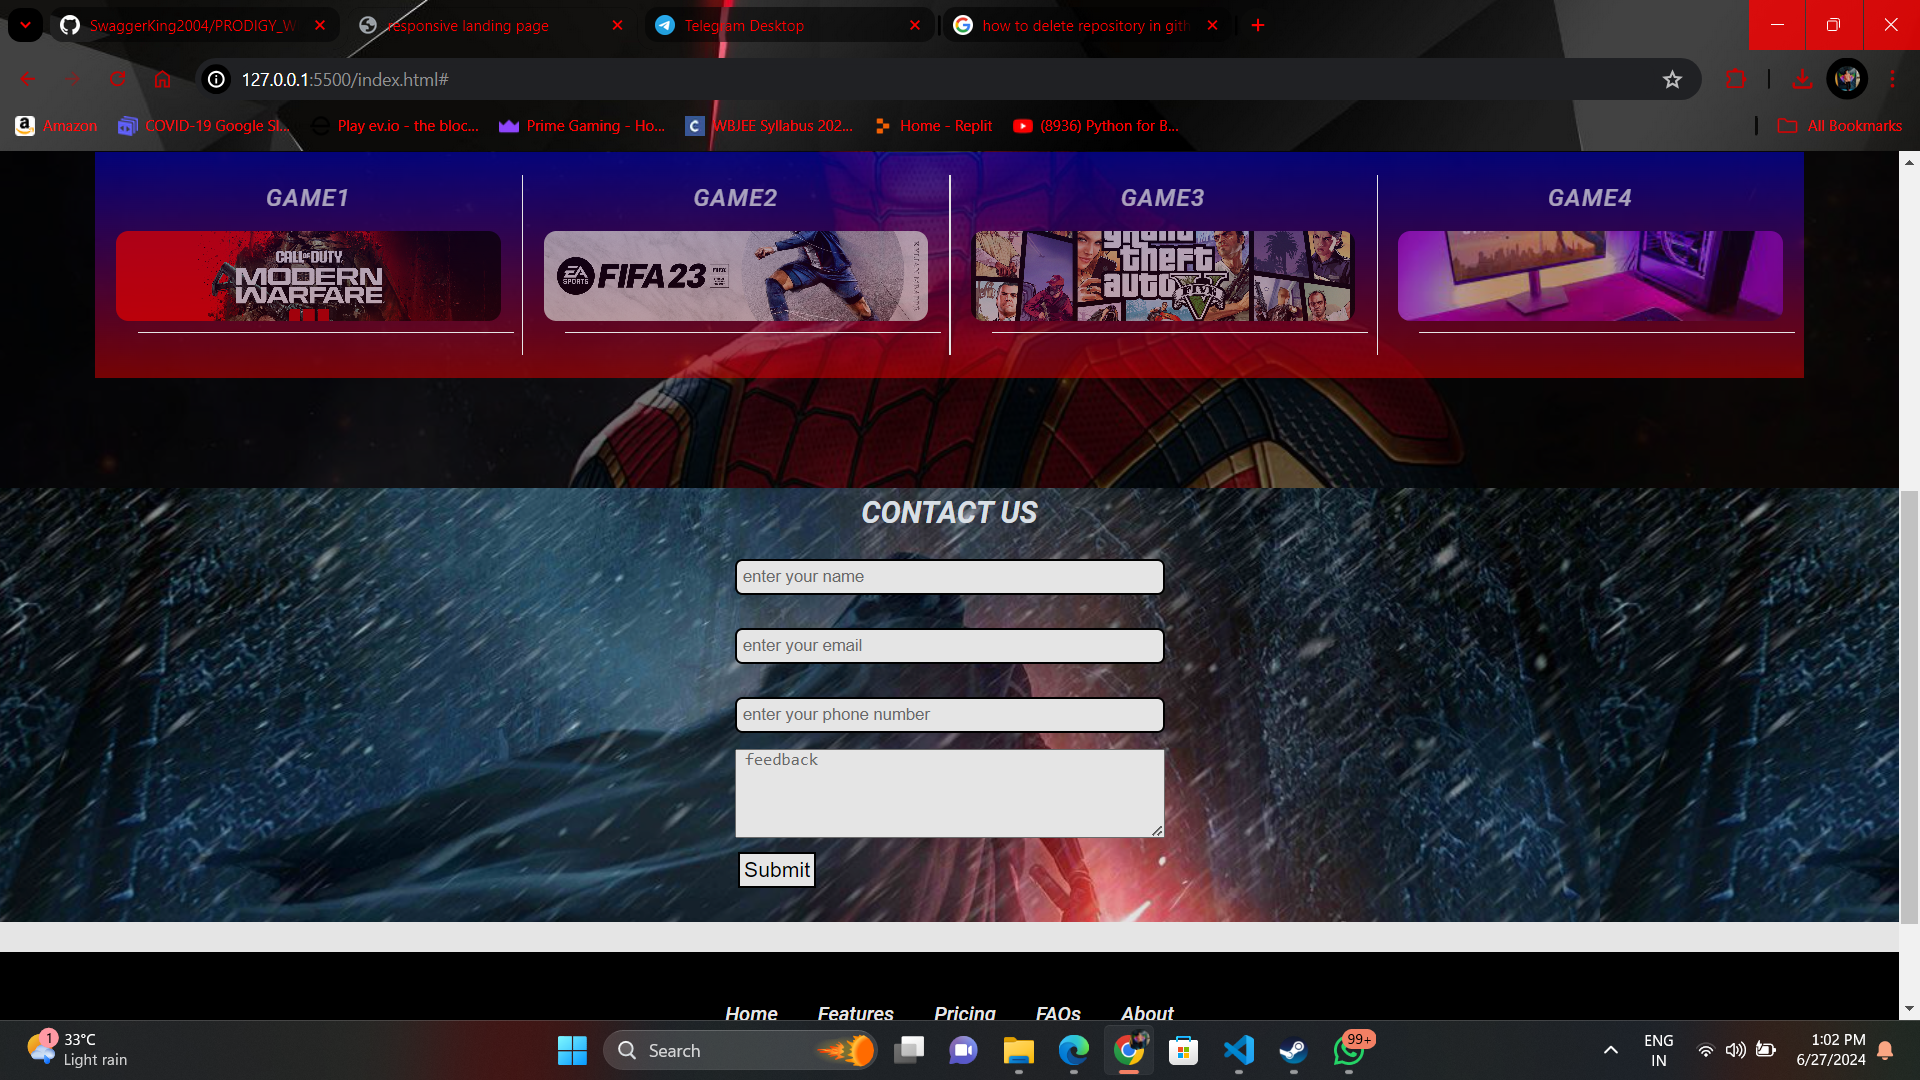 SwaggerKing2004/PRODIGY_W
responsive landing page
Telegram Desktop
how to delete repository in gith
127.0.0.1:5500/index.html#
Amazon
COVID-19 Google Sl...
Play ev.io - the bloc...
Prime Gaming - Ho...
C WBJEE Syllabus 202...
Home - Replit
(8936) Python for B...
All Bookmarks
GAME1
GAME2
GAME3
GAME4
CALL OF DUTY
MODERN
WARFARE
EA
SPORTS
FIFA 23
grand
theft
auto
FIVE
CONTACT US
enter your name
enter your email
enter your phone number
feedback
Submit
Home
Features
Pricing
FAQs
About
1
33°C
Light rain
Search
99+
ENG
IN
1:02 PM
6/27/2024